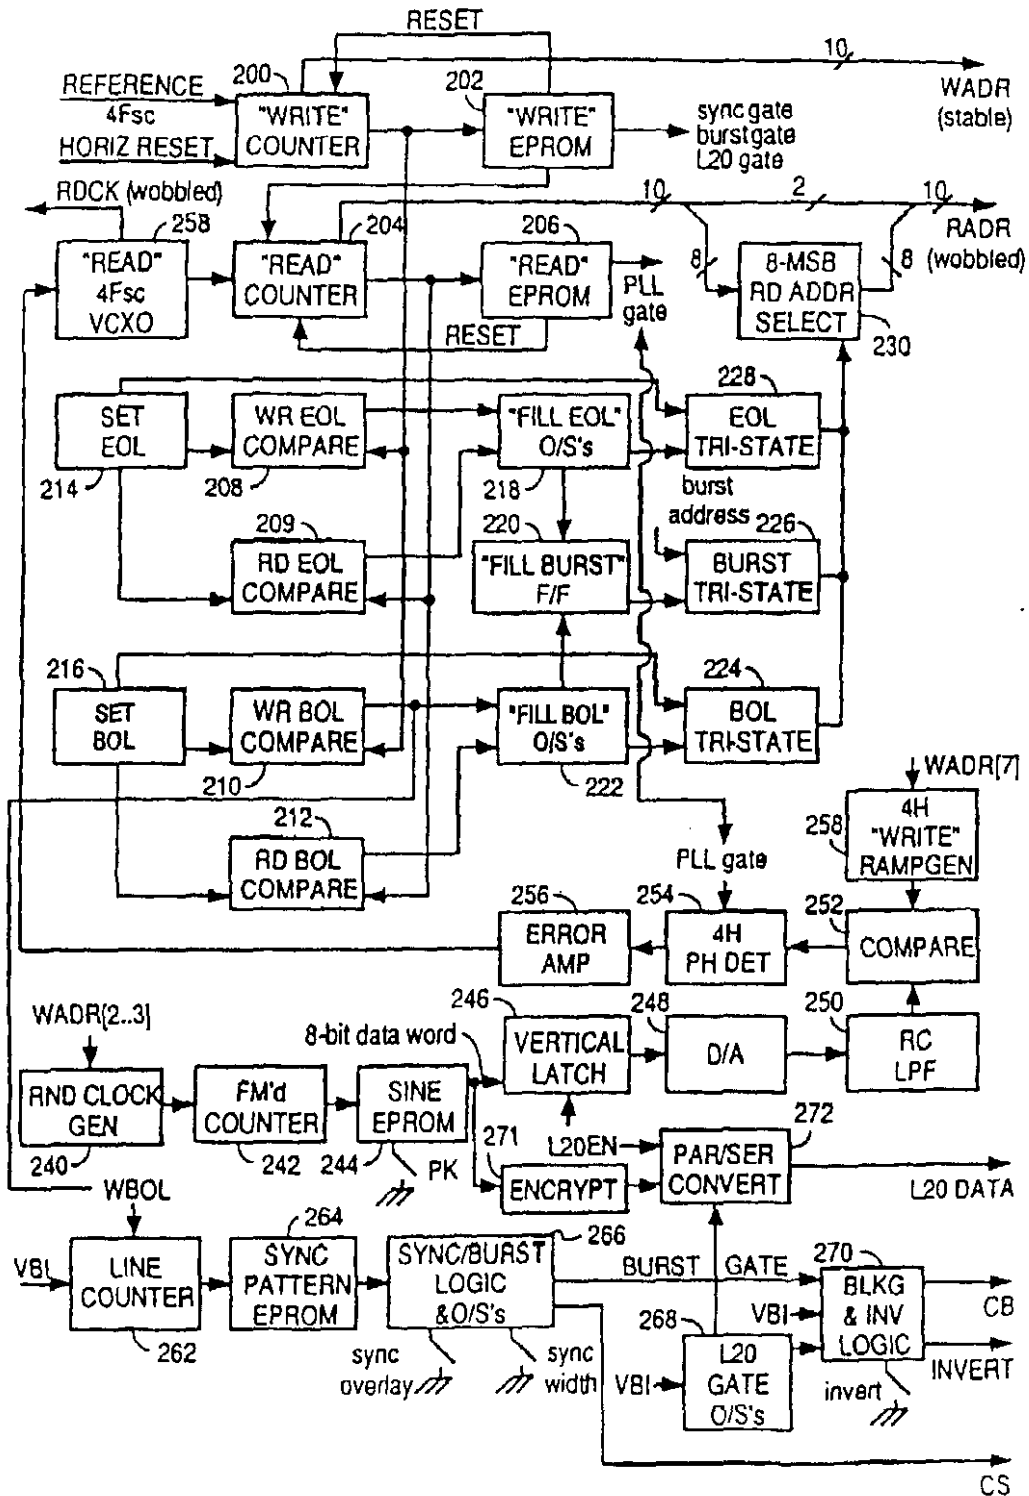 RESET
10
200
202
REFERENCE
4Fsc
HORIZ RESET
"WRITE"
COUNTER
"WRITE"
EPROM
sync gate
burst gate
L20 gate
WADR
(stable)
RDCK (wobbled)
258
204
206
10
2
10
"READ"
4Fsc
VCXO
"READ"
COUNTER
"READ"
EPROM
PLL
gate
8
8-MSB
RD ADDR
SELECT
8
RADR
(wobbled)
RESET
230
228
SET
EOL
WR EOL
COMPARE
"FILL EOL"
O/S's
EOL
TRI-STATE
214
208
218
burst
address
209
220
226
RD EOL
COMPARE
"FILL BURST"
F/F
BURST
TRI-STATE
216
224
SET
BOL
WR BOL
COMPARE
"FILL BOL"
O/S's
BOL
TRI-STATE
210
222
WADR[7]
212
258
4H
"WRITE"
RAMPGEN
RD BOL
COMPARE
PLL gate
256
254
252
ERROR
AMP
4H
PH DET
COMPARE
WADR[2..3]
8-bit data word
246
248
250
VERTICAL
LATCH
D/A
RC
LPF
RND CLOCK
GEN
FM'd
COUNTER
SINE
EPROM
240
242
244
PK
271
L20EN
272
ENCRYPT
PAR/SER
CONVERT
L20 DATA
WBOL
264
266
VBI
LINE
COUNTER
SYNC
PATTERN
EPROM
SYNC/BURST
LOGIC
& O/S's
BURST GATE
270
BLKG
& INV
LOGIC
CB
VBI
262
268
sync
overlay
sync
width
VBI
L20
GATE
O/S's
invert
INVERT
CS